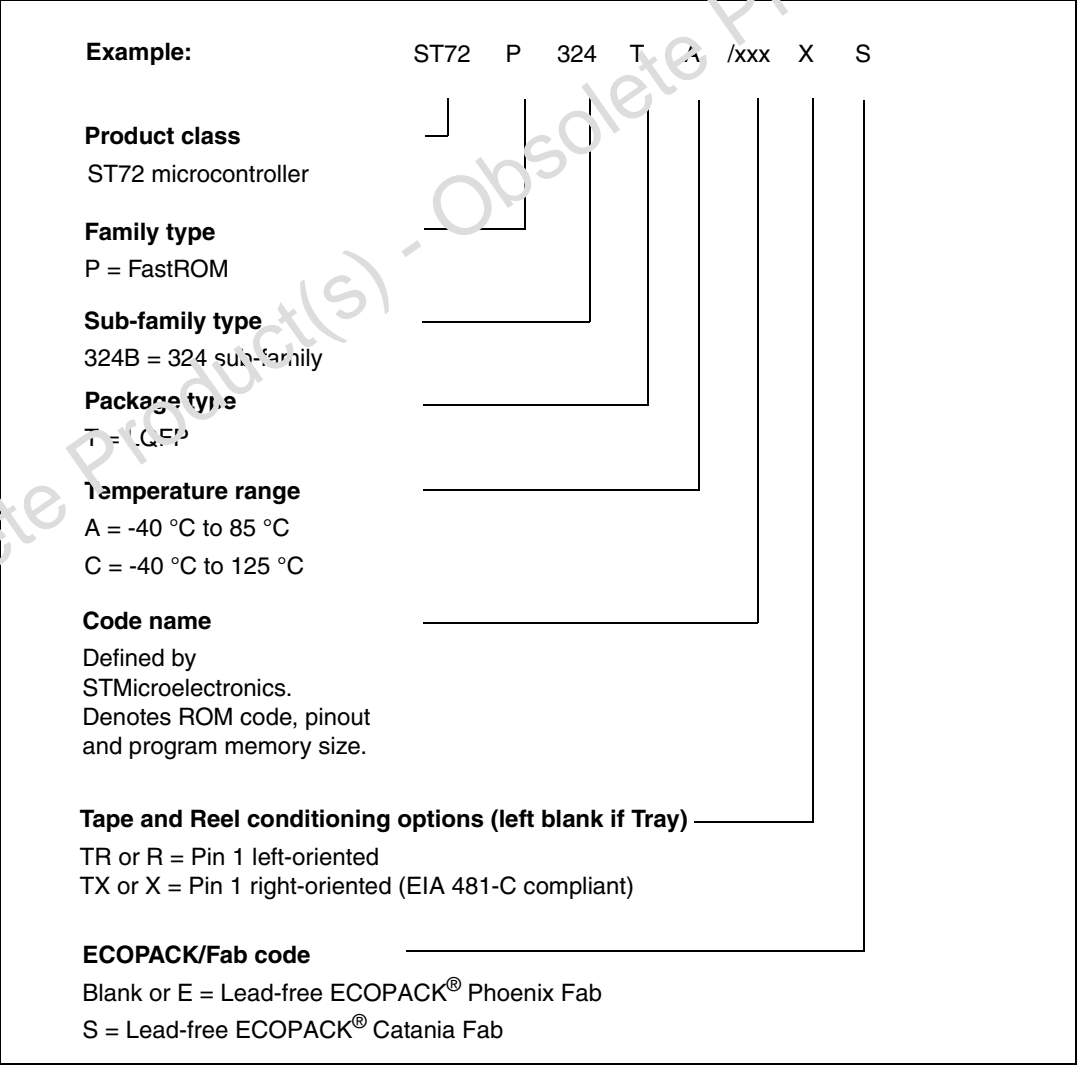 Example: ST72 P 324 T A /xxx X S
Product class
ST72 microcontroller
Family type
P = FastROM
Sub-family type
324B = 324 sub-family
Package type
T = LQFP
Temperature range
A = -40 °C to 85 °C
C = -40 °C to 125 °C
Code name
Defined by
STMicroelectronics.
Denotes ROM code, pinout
and program memory size.
Tape and Reel conditioning options (left blank if Tray)
TR or R = Pin 1 left-oriented
TX or X = Pin 1 right-oriented (EIA 481-C compliant)
ECOPACK/Fab code
Blank or E = Lead-free ECOPACK® Phoenix Fab
S = Lead-free ECOPACK® Catania Fab
Product(s) - Obsolete